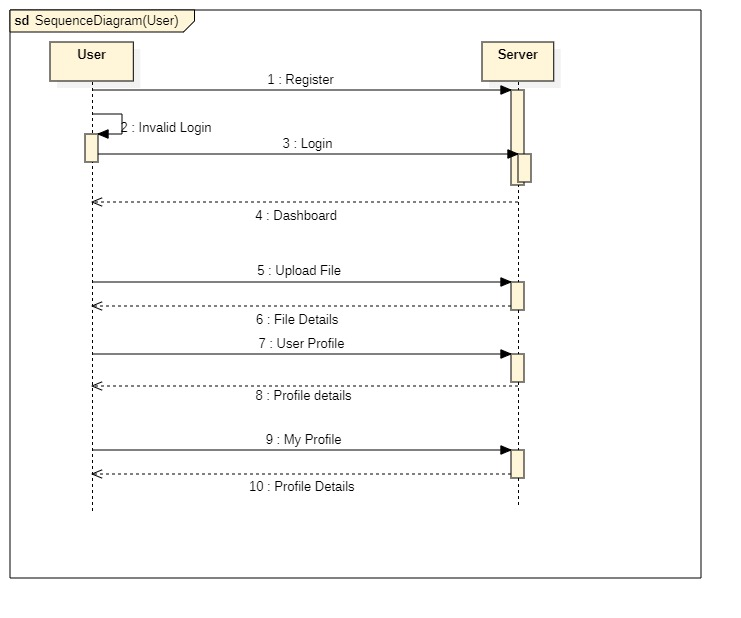 sd SequenceDiagram(User)
User
Server
1 : Register
2 : Invalid Login
3 : Login
4 : Dashboard
5 : Upload File
6 : File Details
7 : User Profile
8 : Profile details
9 : My Profile
10 : Profile Details